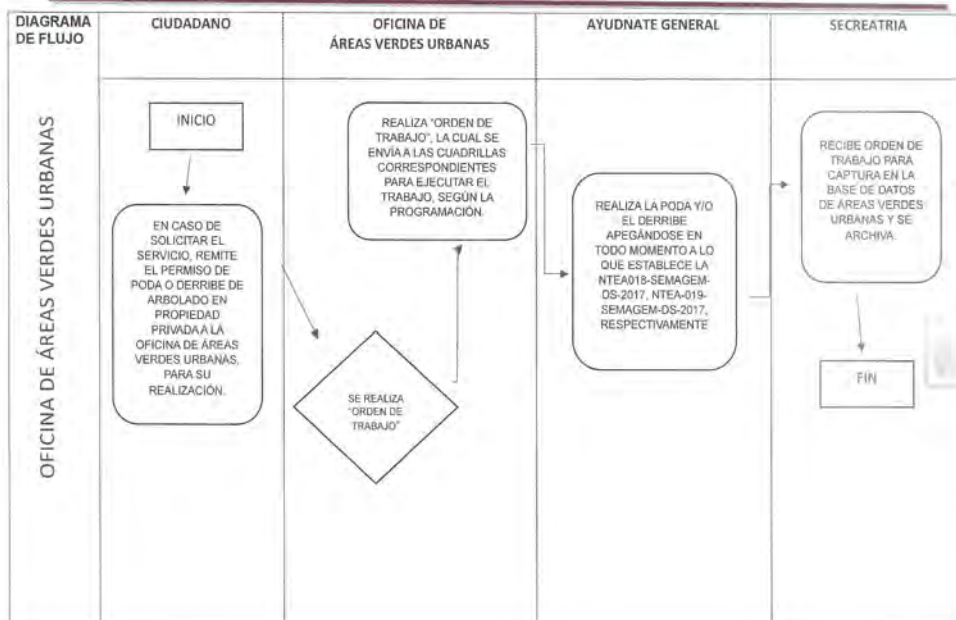 DIAGRAMA
DE FLUJO
CIUDADANO
OFICINA DE
ÁREAS VERDES URBANAS
AYUDNATE GENERAL
SECREATRIA
OFICINA DE ÁREAS VERDES URBANAS
INICIO
EN CASO DE
SOLICITAR EL
SERVICIO, REMITE
EL PERMISO DE
PODA O DERRIBE DE
ARBOLADO EN
PROPIEDAD
PRIVADA A LA
OFICINA DE ÁREAS
VERDES URBANAS,
PARA SU
REALIZACIÓN.
SE REALIZA
"ORDEN DE
TRABAJO"
REALIZA "ORDEN DE
TRABAJO", LA CUAL SE
ENVÍA A LAS CUADRILLAS
CORRESPONDIENTES
PARA EJECUTAR EL
TRABAJO, SEGÚN LA
PROGRAMACIÓN.
REALIZA LA PODA Y/O
EL DERRIBE
APEGÁNDOSE EN
TODO MOMENTO A LO
QUE ESTABLECE LA
NTEA018-SEMAGEM-
DS-2017, NTEA-019-
SEMAGEM-DS-2017,
RESPECTIVAMENTE
RECIBE ORDEN DE
TRABAJO PARA
CAPTURA EN LA
BASE DE DATOS
DE ÁREAS VERDES
URBANAS Y SE
ARCHIVA.
FIN